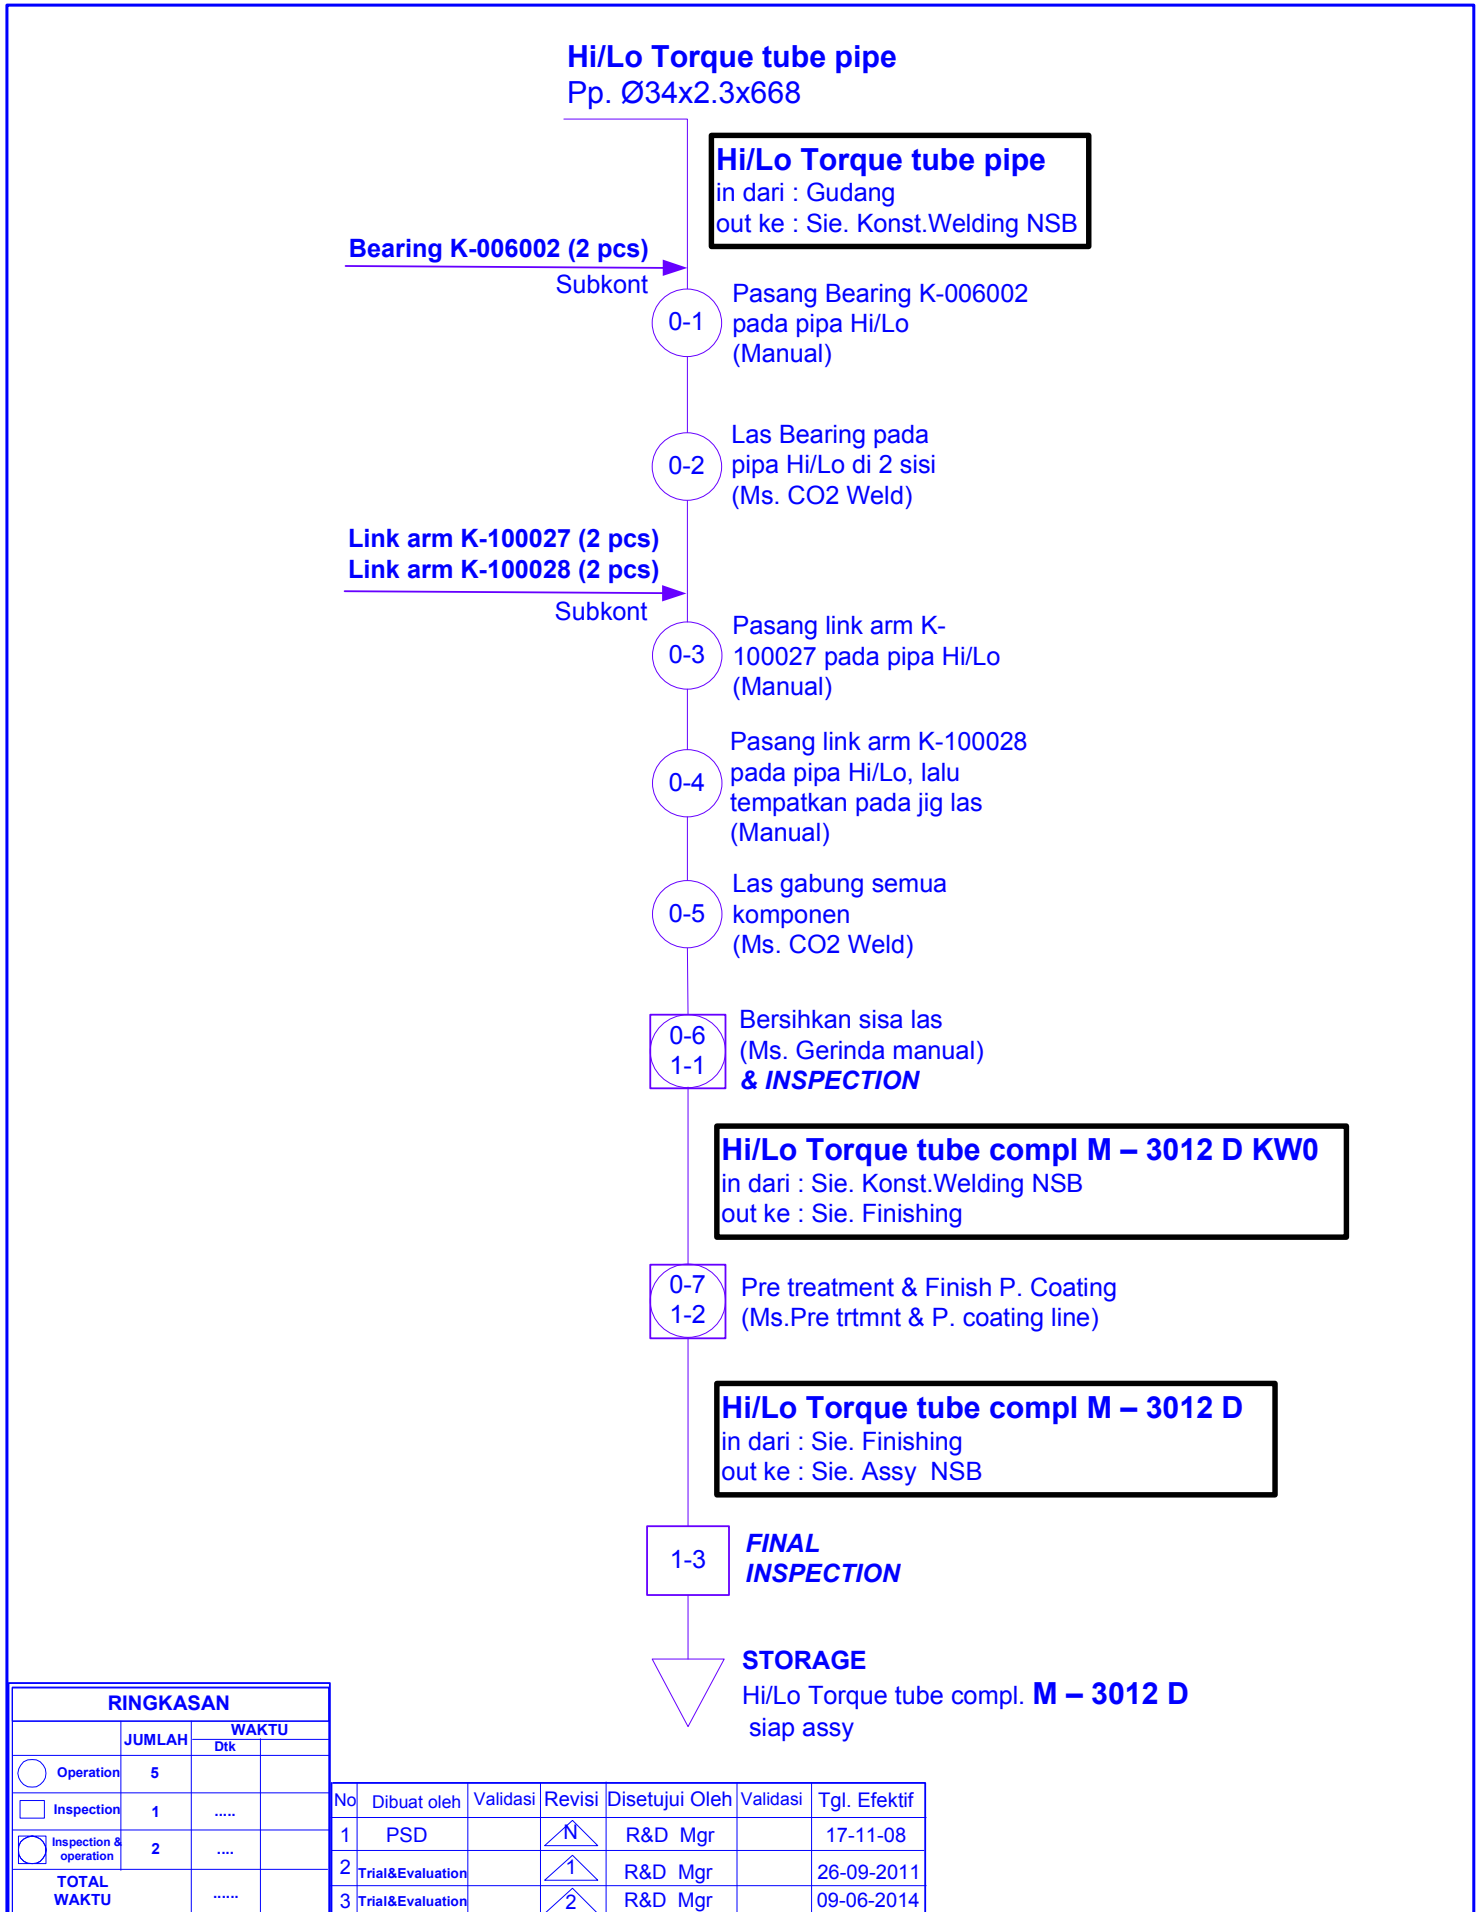 Hi/Lo Torque tube pipe
Pp. Ø34x2.3x668
Hi/Lo Torque tube pipe
in dari : Gudang
out ke : Sie. Konst.Welding NSB
Bearing K-006002 (2 pcs)
Subkont
0-1
Pasang Bearing K-006002
pada pipa Hi/Lo
(Manual)
0-2
Las Bearing pada
pipa Hi/Lo di 2 sisi
(Ms. CO2 Weld)
Link arm K-100027 (2 pcs)
Link arm K-100028 (2 pcs)
Subkont
0-3
Pasang link arm K-
100027 pada pipa Hi/Lo
(Manual)
0-4
Pasang link arm K-100028
pada pipa Hi/Lo, lalu
tempatkan pada jig las
(Manual)
0-5
Las gabung semua
komponen
(Ms. CO2 Weld)
0-6
1-1
Bersihkan sisa las
(Ms. Gerinda manual)
& INSPECTION
Hi/Lo Torque tube compl M – 3012 D KW0
in dari : Sie. Konst.Welding NSB
out ke : Sie. Finishing
0-7
1-2
Pre treatment & Finish P. Coating
(Ms.Pre trtmnt & P. coating line)
Hi/Lo Torque tube compl M – 3012 D
in dari : Sie. Finishing
out ke : Sie. Assy NSB
1-3
FINAL
INSPECTION
STORAGE
Hi/Lo Torque tube compl. M – 3012 D
siap assy
RINGKASAN
JUMLAH WAKTU
Dtk
Operation 5
Inspection 1 .....
Inspection &
operation 2 ....
TOTAL
WAKTU ......
No Dibuat oleh Validasi Revisi Disetujui Oleh Validasi Tgl. Efektif
1 PSD N R&D Mgr 17-11-08
2 Trial&Evaluation 1 R&D Mgr 26-09-2011
3 Trial&Evaluation 2 R&D Mgr 09-06-2014